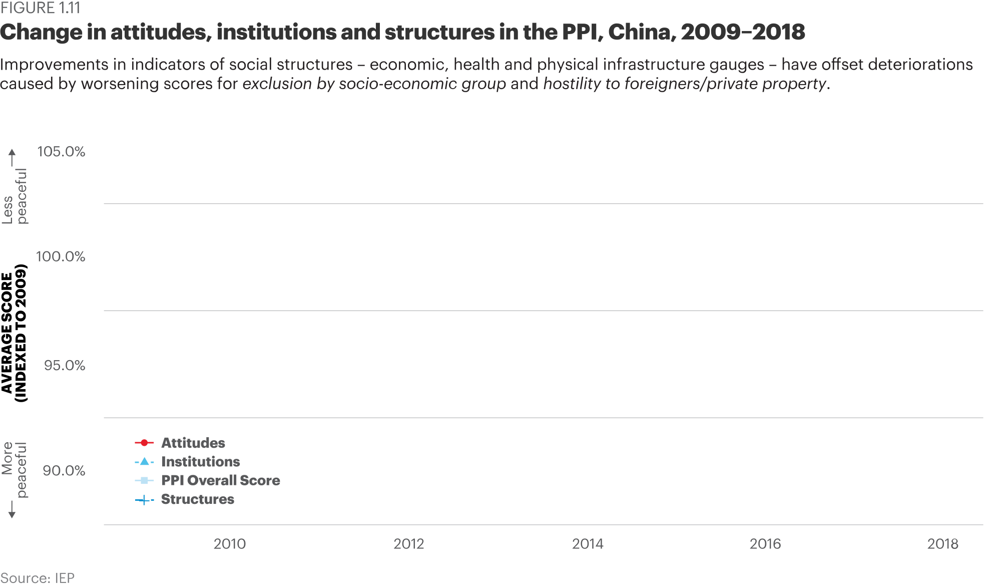 FIGURE 1.11
Change in attitudes, institutions and structures in the PPI, China, 2009–2018
Improvements in indicators of social structures – economic, health and physical infrastructure gauges – have offset deteriorations
caused by worsening scores for exclusion by socio-economic group and hostility to foreigners/private property.
Less
peaceful
AVERAGE SCORE
(INDEXED TO 2009)
More
peaceful
105.0%
100.0%
95.0%
90.0%
Attitudes
Institutions
PPI Overall Score
Structures
2010
2012
2014
2016
2018
Source: IEP